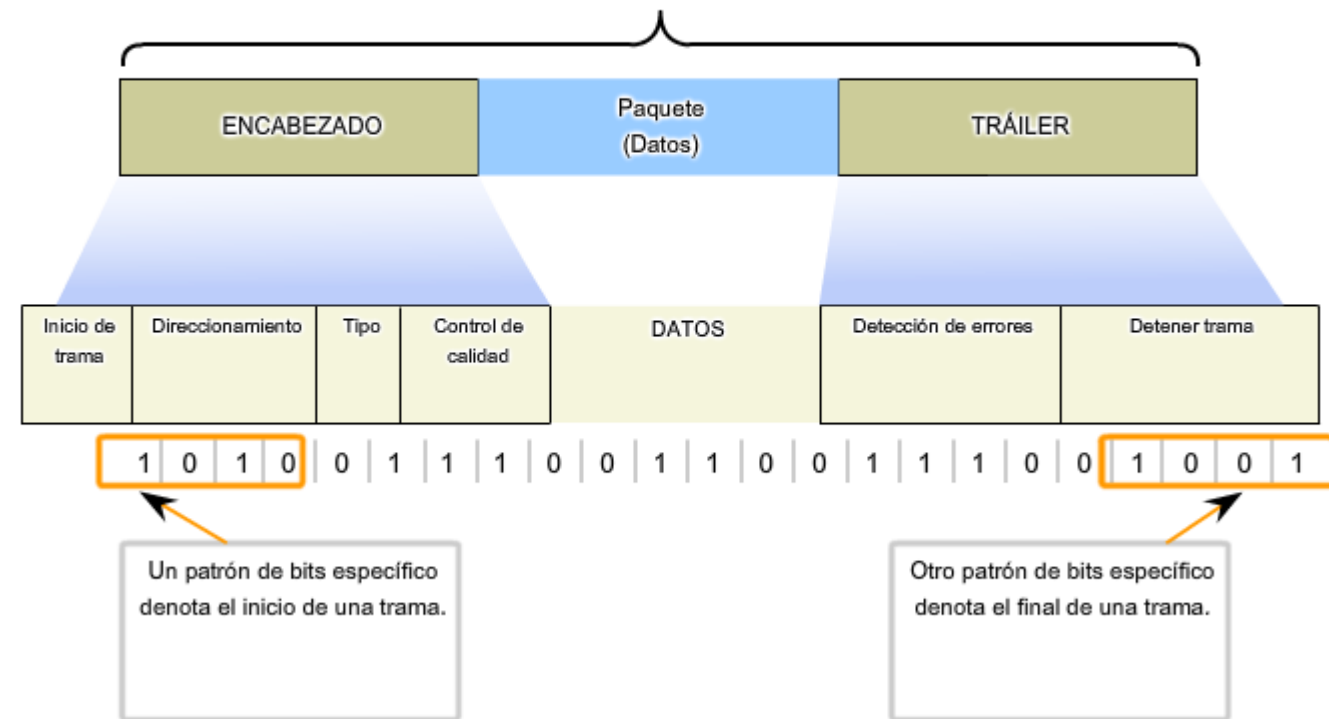 ENCABEZADO
Paquete
(Datos)
TRÁILER
Inicio de
trama
Direccionamiento
Tipo
Control de
calidad
DATOS
Detección de errores
Detener trama
1 0 1 0 0 1 1 1 0 0 1 1 0 0 1 1 1 0 0 1 0 0 1
Un patrón de bits específico
denota el inicio de una trama.
Otro patrón de bits específico
denota el final de una trama.